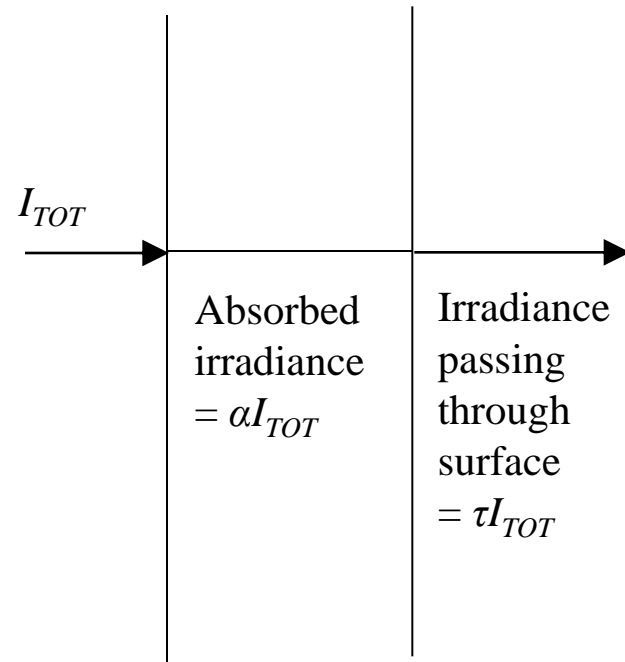 I_TOT
Absorbed
irradiance
= αI_TOT
Irradiance
passing
through
surface
= τI_TOT